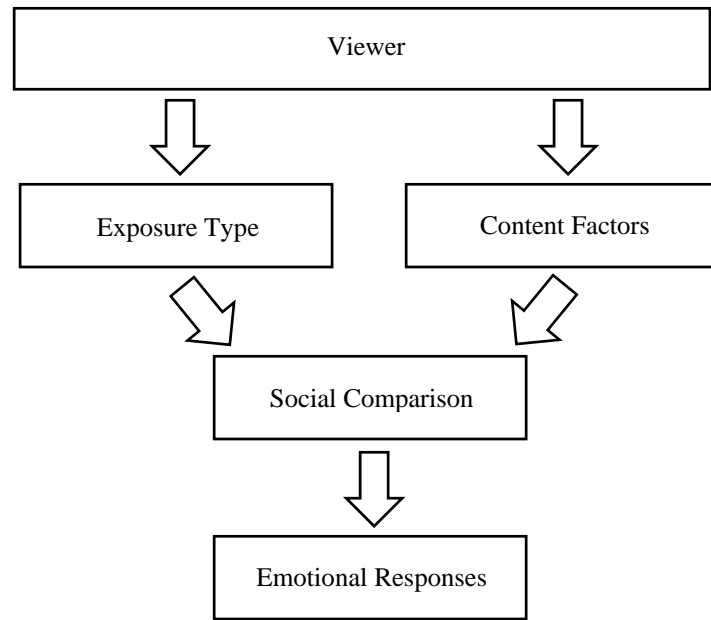 Viewer
Exposure Type
Content Factors
Social Comparison
Emotional Responses